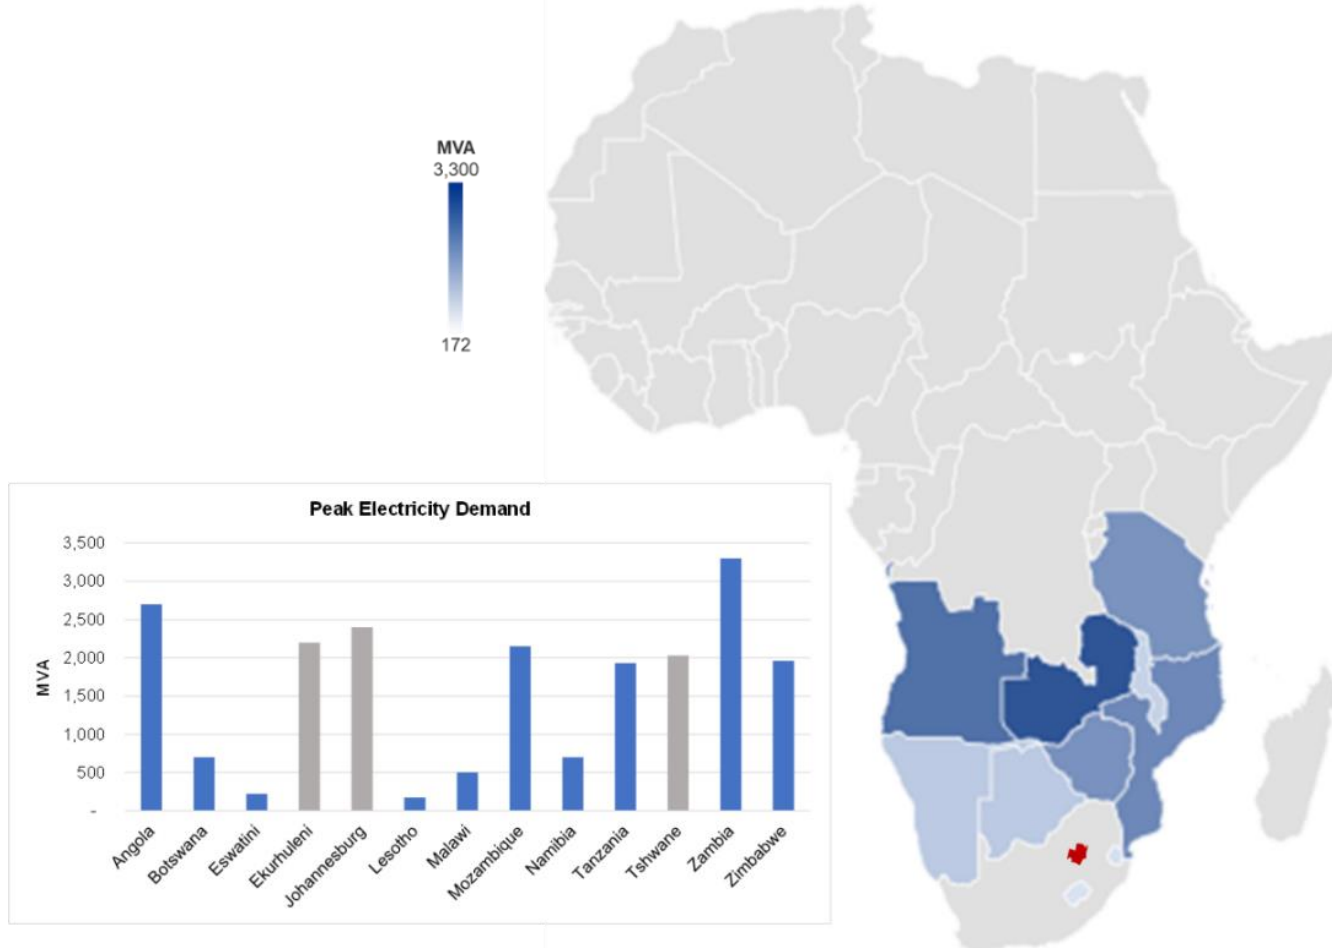 MVA
3,300
172
Peak Electricity Demand
3,500
3,000
2,500
2,000
1,500
1,000
500
-
MVA
Angola
Botswana
Eswatini
Ekurhuleni
Johannesburg
Lesotho
Malawi
Mozambique
Namibia
Tanzania
Tshwane
Zambia
Zimbabwe